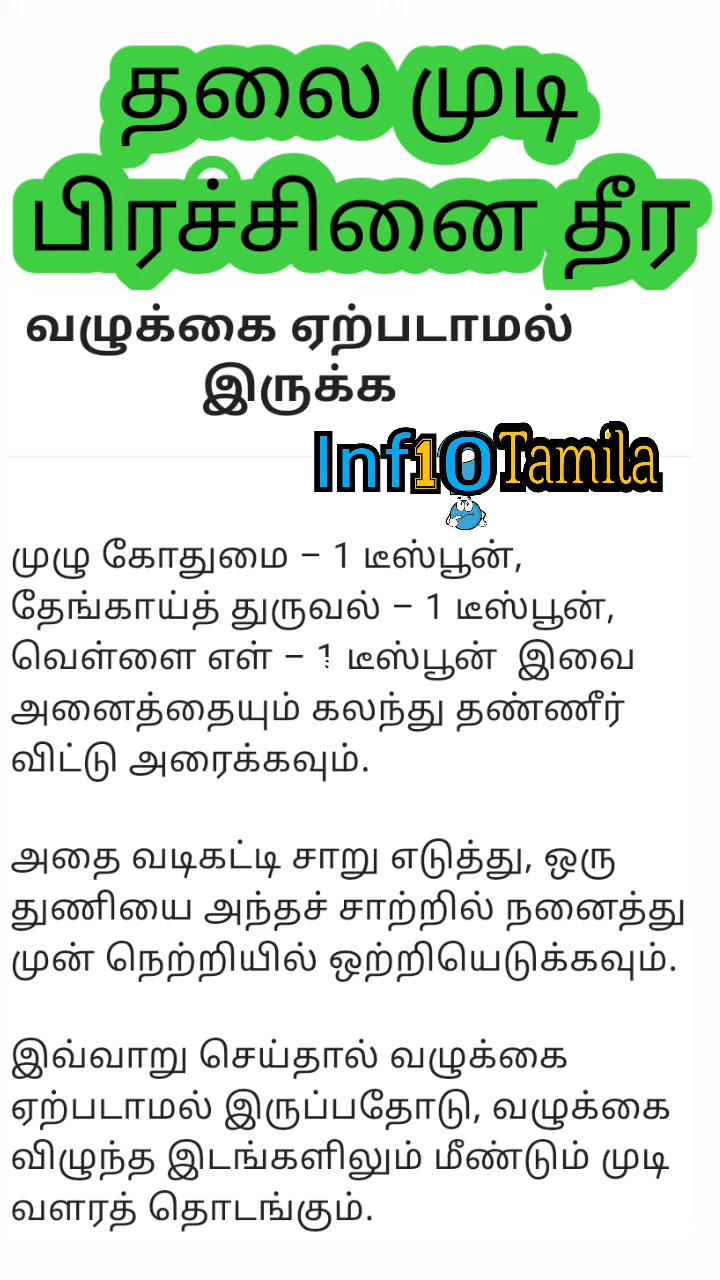 தலை முடி
பிரச்சினை தீர
வழுக்கை ஏற்படாமல்
இருக்க
Inf10Tamila
முழு கோதுமை – 1 டீஸ்பூன்,
தேங்காய்த் துருவல் – 1 டீஸ்பூன்,
வெள்ளை எள் – 1 டீஸ்பூன் இவை
அனைத்தையும் கலந்து தண்ணீர்
விட்டு அரைக்கவும்.
அதை வடிகட்டி சாறு எடுத்து, ஒரு
துணியை அந்தச் சாற்றில் நனைத்து
முன் நெற்றியில் ஒற்றியெடுக்கவும்.
இவ்வாறு செய்தால் வழுக்கை
ஏற்படாமல் இருப்பதோடு, வழுக்கை
விழுந்த இடங்களிலும் மீண்டும் முடி
வளரத் தொடங்கும்.